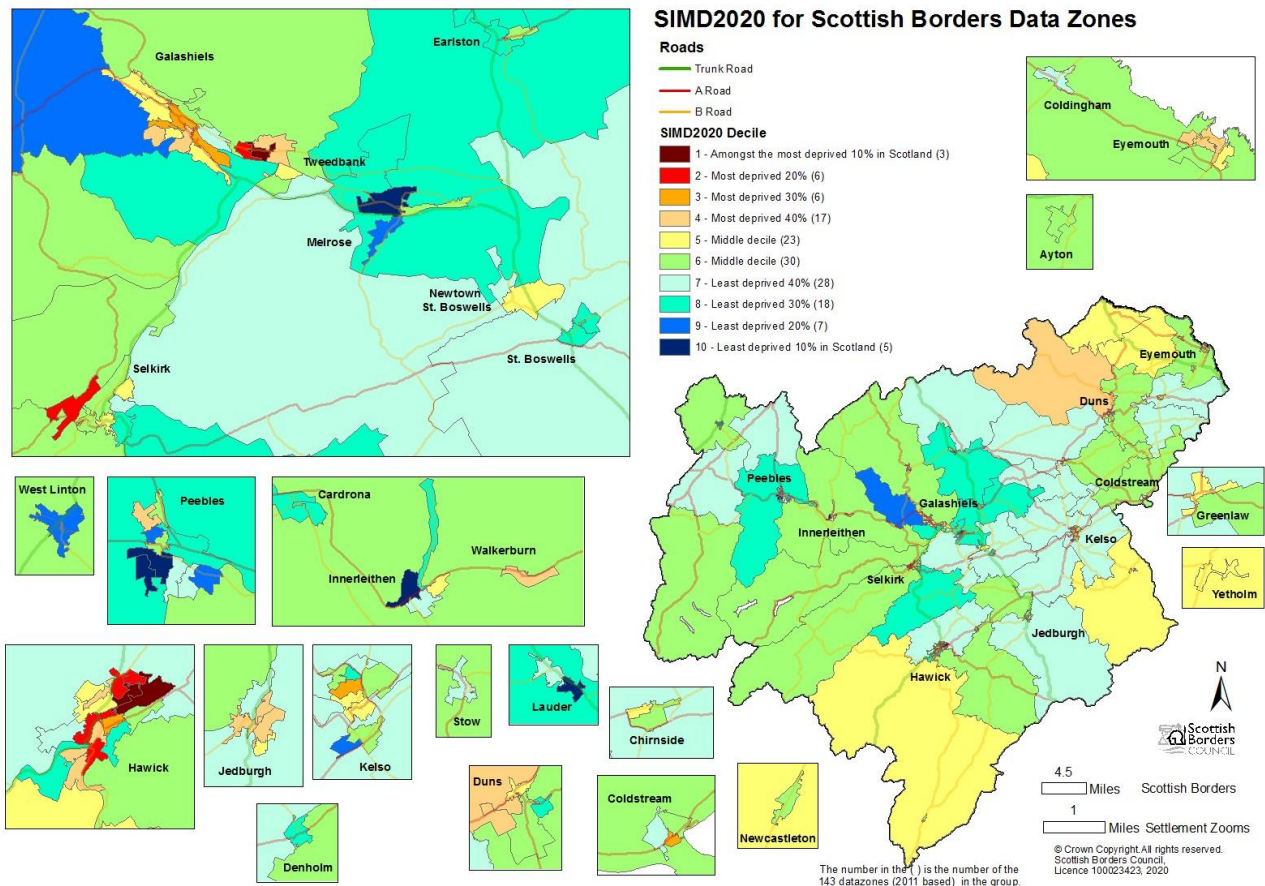 SIMD2020 for Scottish Borders Data Zones
Roads
Trunk Road
A Road
B Road
SIMD2020 Decile
1 - Amongst the most deprived 10% in Scotland (3)
2 - Most deprived 20% (6)
3 - Most deprived 30% (6)
4 - Most deprived 40% (17)
5 - Middle decile (23)
6 - Middle decile (30)
7 - Least deprived 40% (28)
8 - Least deprived 30% (18)
9 - Least deprived 20% (7)
10 - Least deprived 10% in Scotland (5)
Earlston
Galashiels
Tweedbank
Melrose
Newtown
St. Boswells
St. Boswells
Selkirk
Coldingham
Eyemouth
Ayton
Eyemouth
Duns
Coldstream
Peebles
Galashiels
Innerleithen
Kelso
Selkirk
Jedburgh
Hawick
West Linton
Peebles
Cardrona
Walkerburn
Innerleithen
Greenlaw
Yetholm
Hawick
Jedburgh
Kelso
Stow
Lauder
Chirnside
Denholm
Duns
Coldstream
Newcastleton
N
Scottish
Borders
COUNCIL
4.5
Miles Scottish Borders
1
Miles Settlement Zooms
© Crown Copyright. All rights reserved.
Scottish Borders Council,
Licence 100023423, 2020
The number in the ( ) is the number of the
143 datazones (2011 based) in the group.